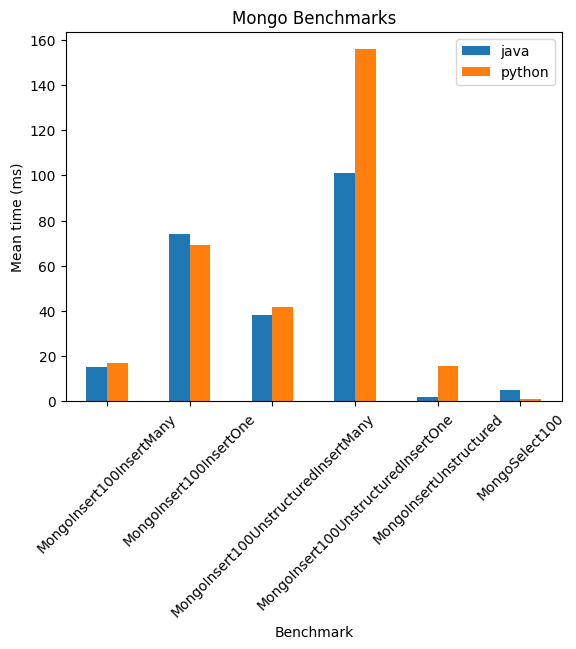 Mongo Benchmarks
java
python
Mean time (ms)
160
140
120
100
80
60
40
20
0
MongoInsert100InsertMany
MongoInsert100InsertOne
MongoInsert100UnstructuredInsertMany
MongoInsert100UnstructuredInsertOne
MongoInsertUnstructured
MongoSelect100
Benchmark